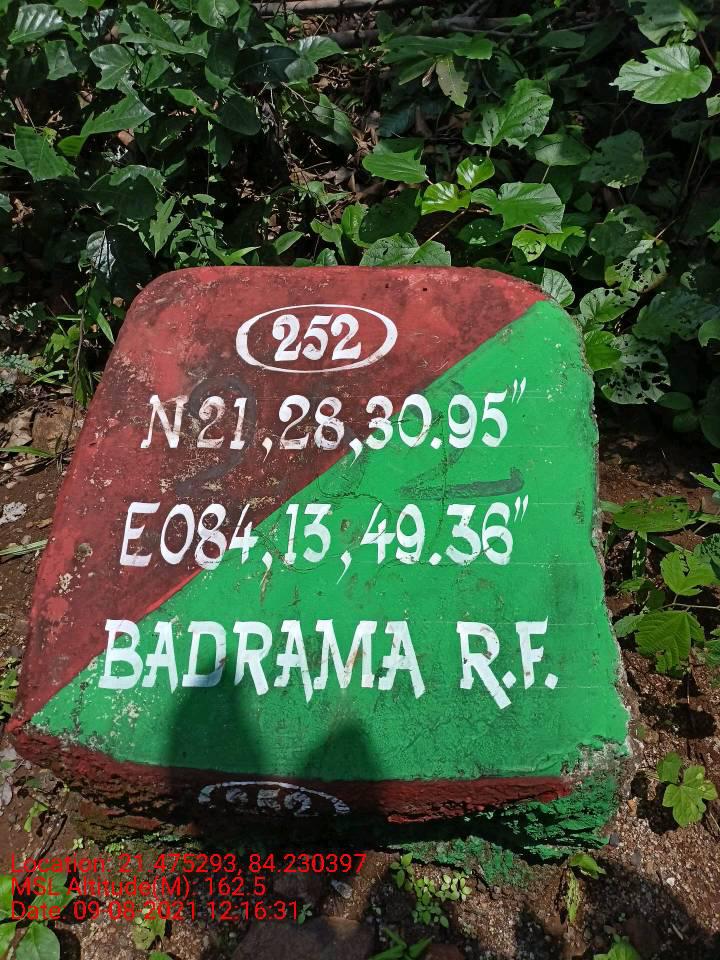 252
N21,28,30.95"
E084,13,49.36"
BADRAMA R.F.
252
Location: 21.475293, 84.230397
MSL Altitude(M): 162.5
Date: 09-08-2021 12:16:31